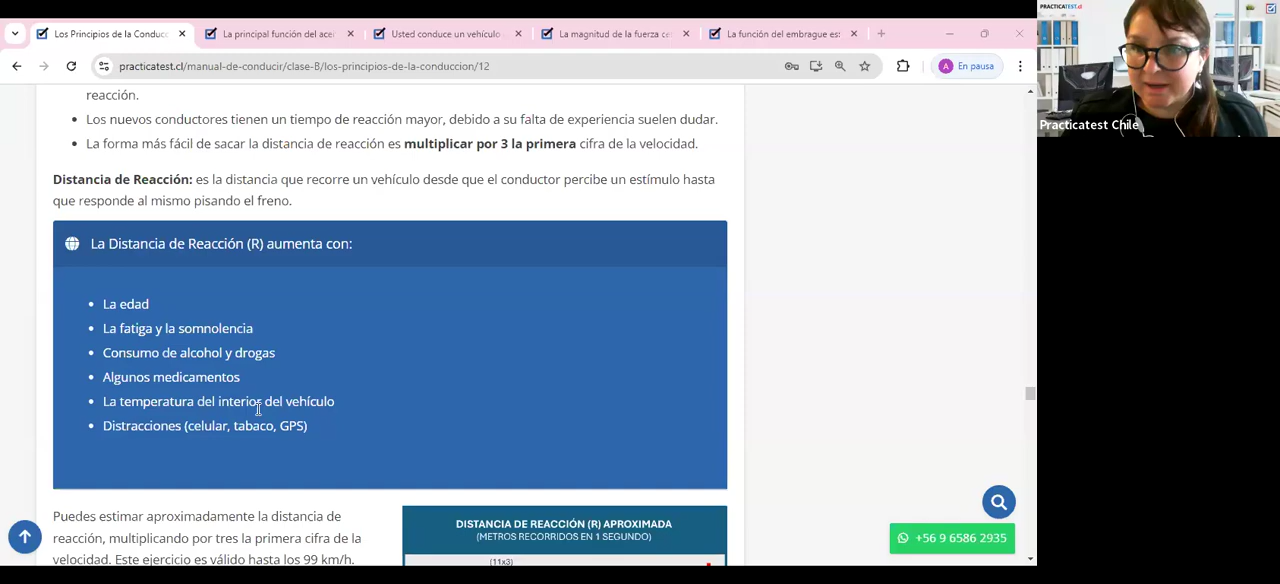 Los Principios de la Conduc
La principal función del ace
Usted conduce un vehículo
La magnitud de la fuerza ce
La función del embrague es:
practicatest.cl/manual-de-conducir/clase-B/los-principios-de-la-conduccion/12
A
En pausa
PRACTICATEST.cl
Practicatest Chile
reacción.
• Los nuevos conductores tienen un tiempo de reacción mayor, debido a su falta de experiencia suelen dudar.
• La forma más fácil de sacar la distancia de reacción es multiplicar por 3 la primera cifra de la velocidad.
Distancia de Reacción: es la distancia que recorre un vehículo desde que el conductor percibe un estímulo hasta
que responde al mismo pisando el freno.
La Distancia de Reacción (R) aumenta con:
• La edad
• La fatiga y la somnolencia
• Consumo de alcohol y drogas
• Algunos medicamentos
• La temperatura del interior del vehículo
• Distracciones (celular, tabaco, GPS)
Puedes estimar aproximadamente la distancia de
reacción, multiplicando por tres la primera cifra de la
velocidad. Este ejercicio es válido hasta los 99 km/h.
DISTANCIA DE REACCIÓN (R) APROXIMADA
(METROS RECORRIDOS EN 1 SEGUNDO)
(11x3)
+56 9 6586 2935